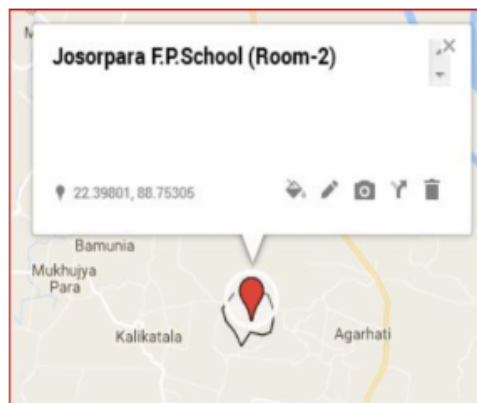 Josorpara F.P.School (Room-2)
22.39801, 88.75305
Bamunia
Mukhujya
Para
Kalikatala
Agarhati